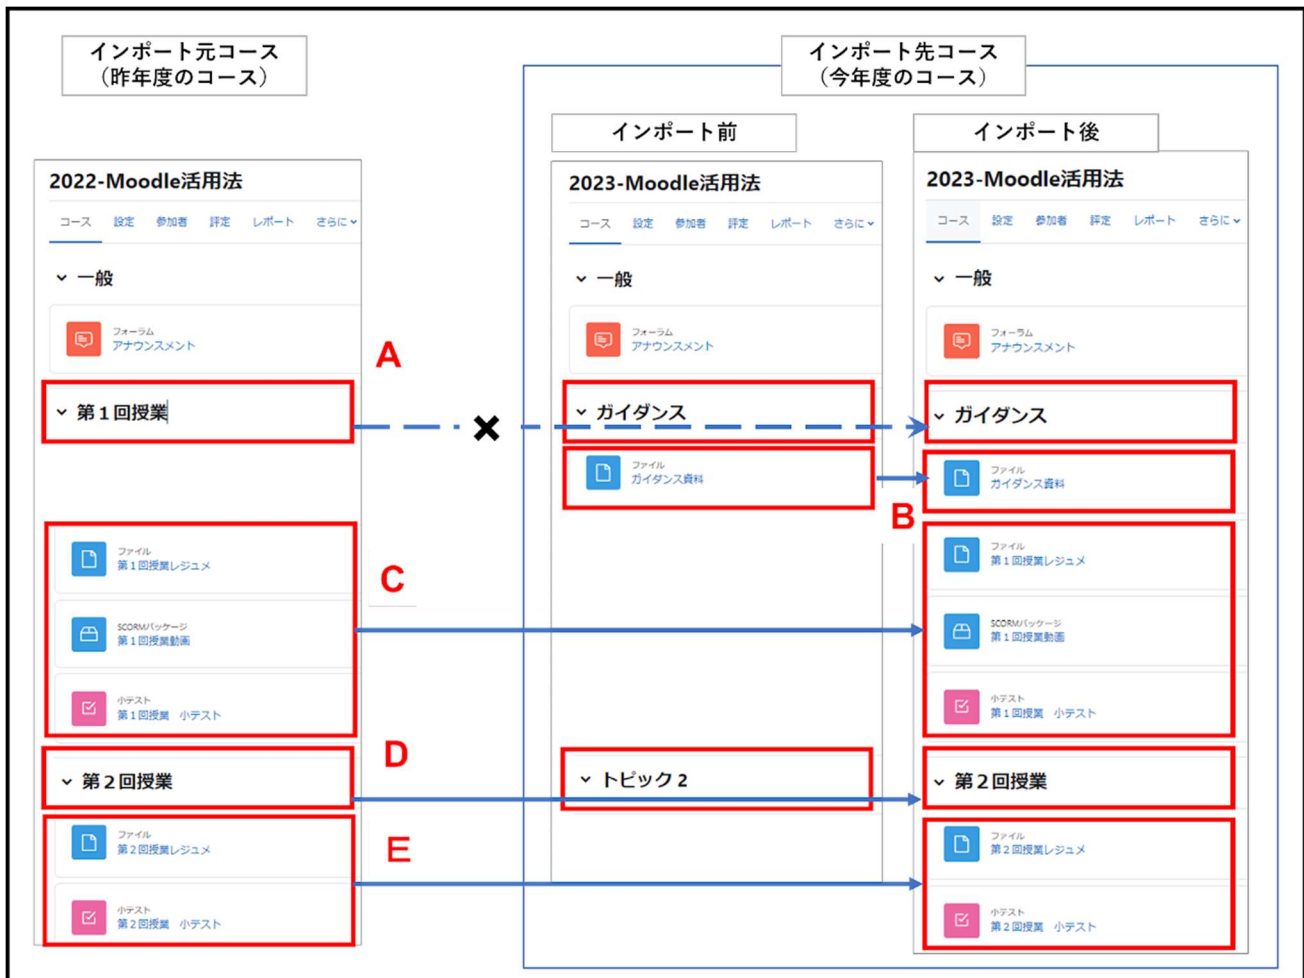 インポート元コース
（昨年度のコース）
インポート先コース
（今年度のコース）
インポート前
インポート後
2022-Moodle活用法
コース 設定 参加者 評定 レポート さらに
一般
フォーラム
アナウンスメント
第１回授業
ファイル
第１回授業レジュメ
SCORMパッケージ
第１回授業動画
小テスト
第１回授業 小テスト
第２回授業
ファイル
第２回授業レジュメ
小テスト
第２回授業 小テスト
A
B
C
D
E
2023-Moodle活用法
コース 設定 参加者 評定 レポート さらに
一般
フォーラム
アナウンスメント
ガイダンス
ファイル
ガイダンス資料
トピック２
2023-Moodle活用法
コース 設定 参加者 評定 レポート さらに
一般
フォーラム
アナウンスメント
ガイダンス
ファイル
ガイダンス資料
ファイル
第１回授業レジュメ
SCORMパッケージ
第１回授業動画
小テスト
第１回授業 小テスト
第２回授業
ファイル
第２回授業レジュメ
小テスト
第２回授業 小テスト